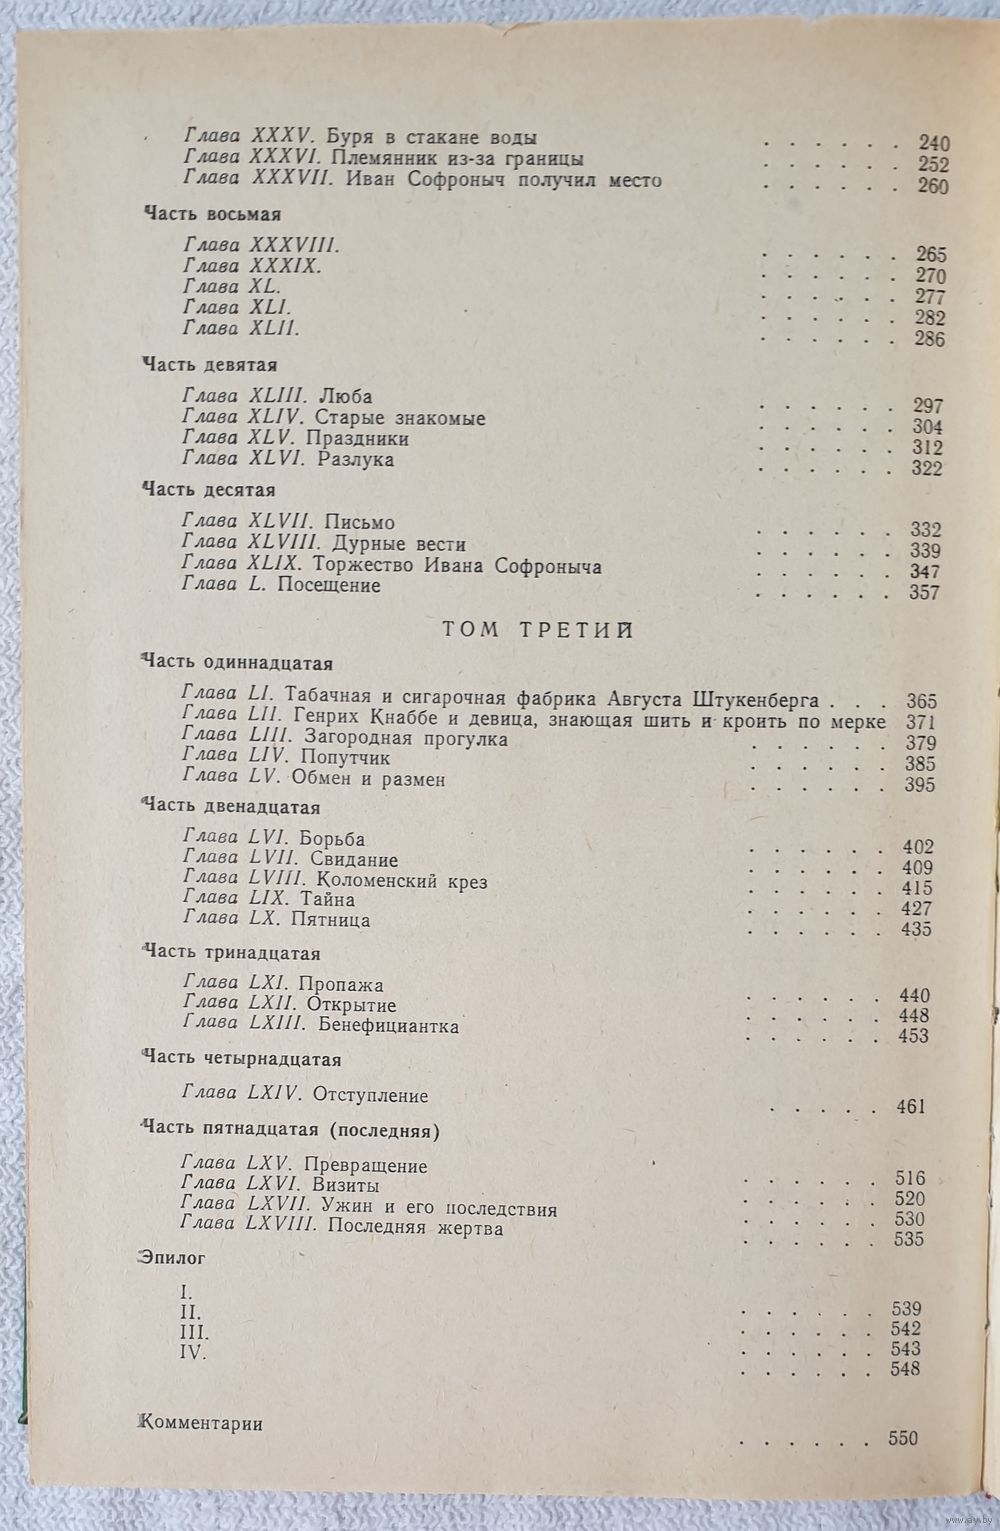 Глава XXXV. Буря в стакане воды . . . . . . 240
Глава XXXVI. Племянник из-за границы . . . . . . 252
Глава XXXVII. Иван Софроныч получил место . . . . . . 260
Часть восьмая
Глава XXXVIII. . . . . . . 265
Глава XXXIX. . . . . . . 270
Глава XL. . . . . . . 277
Глава XLI. . . . . . . 282
Глава XLII. . . . . . . 286
Часть девятая
Глава XLIII. Люба . . . . . . 297
Глава XLIV. Старые знакомые . . . . . . 304
Глава XLV. Праздники . . . . . . 312
Глава XLVI. Разлука . . . . . . 322
Часть десятая
Глава XLVII. Письмо . . . . . . 332
Глава XLVIII. Дурные вести . . . . . . 339
Глава XLIX. Торжество Ивана Софроныча . . . . . . 347
Глава L. Посещение . . . . . . 357
ТОМ ТРЕТИЙ
Часть одиннадцатая
Глава LI. Табачная и сигарочная фабрика Августа Штукенберга . . . 365
Глава LII. Генрих Кнаббе и девица, знающая шить и кроить по мерке 371
Глава LIII. Загородная прогулка . . . . . . 379
Глава LIV. Попутчик . . . . . . 385
Глава LV. Обмен и размен . . . . . . 395
Часть двенадцатая
Глава LVI. Борьба . . . . . . 402
Глава LVII. Свидание . . . . . . 409
Глава LVIII. Коломенский крез . . . . . . 415
Глава LIX. Тайна . . . . . . 427
Глава LX. Пятница . . . . . . 435
Часть тринадцатая
Глава LXI. Пропажа . . . . . . 440
Глава LXII. Открытие . . . . . . 448
Глава LXIII. Бенефициантка . . . . . . 453
Часть четырнадцатая
Глава LXIV. Отступление . . . . . 461
Часть пятнадцатая (последняя)
Глава LXV. Превращение . . . . . . 516
Глава LXVI. Визиты . . . . . . 520
Глава LXVII. Ужин и его последствия . . . . . . 530
Глава LXVIII. Последняя жертва . . . . . . 535
Эпилог
I. . . . . . . 539
II. . . . . . . 542
III. . . . . . . 543
IV. . . . . . . 548
Комментарии . . . . . . 550
www.ay.by